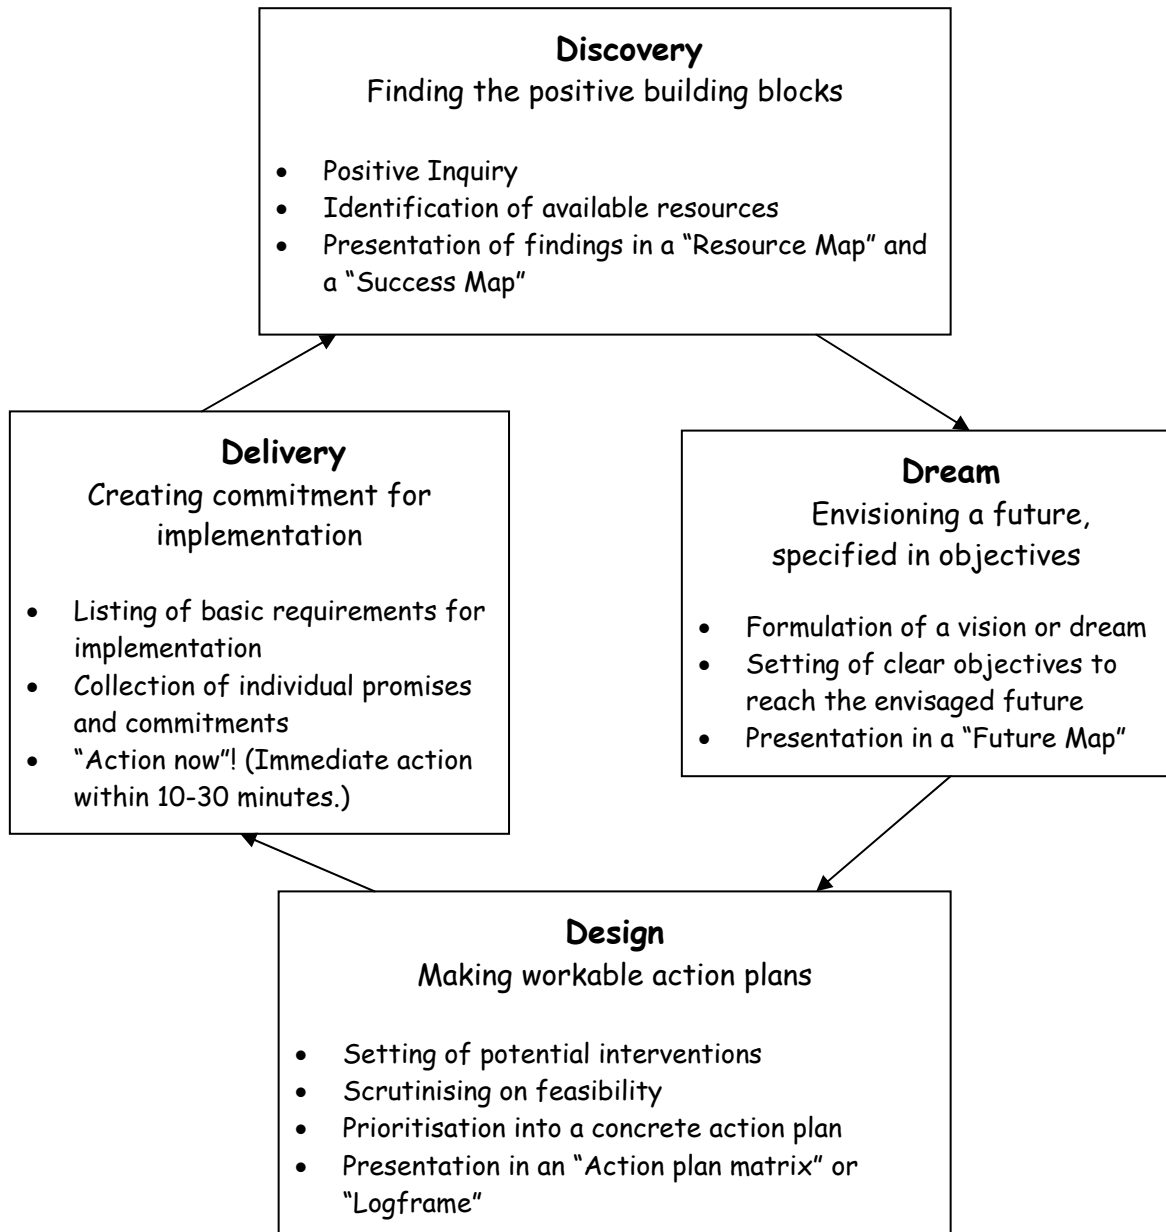 Discovery
Finding the positive building blocks
• Positive Inquiry
• Identification of available resources
• Presentation of findings in a “Resource Map” and
a “Success Map”
Delivery
Creating commitment for
implementation
• Listing of basic requirements for
implementation
• Collection of individual promises
and commitments
• “Action now”! (Immediate action
within 10-30 minutes.)
Dream
Envisioning a future,
specified in objectives
• Formulation of a vision or dream
• Setting of clear objectives to
reach the envisaged future
• Presentation in a “Future Map”
Design
Making workable action plans
• Setting of potential interventions
• Scrutinising on feasibility
• Prioritisation into a concrete action plan
• Presentation in an “Action plan matrix” or
“Logframe”